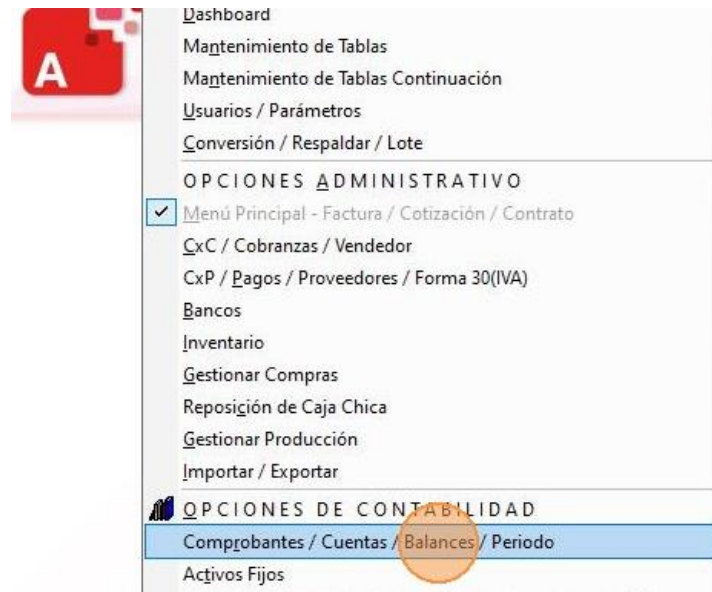 A
Dashboard
Mantenimiento de Tablas
Mantenimiento de Tablas Continuación
Usuarios / Parámetros
Conversión / Respaldar / Lote
OPCIONES ADMINISTRATIVO
Menú Principal - Factura / Cotización / Contrato
CxC / Cobranzas / Vendedor
CxP / Pagos / Proveedores / Forma 30(IVA)
Bancos
Inventario
Gestionar Compras
Reposición de Caja Chica
Gestionar Producción
Importar / Exportar
OPCIONES DE CONTABILIDAD
Comprobantes / Cuentas / Balances / Periodo
Activos Fijos